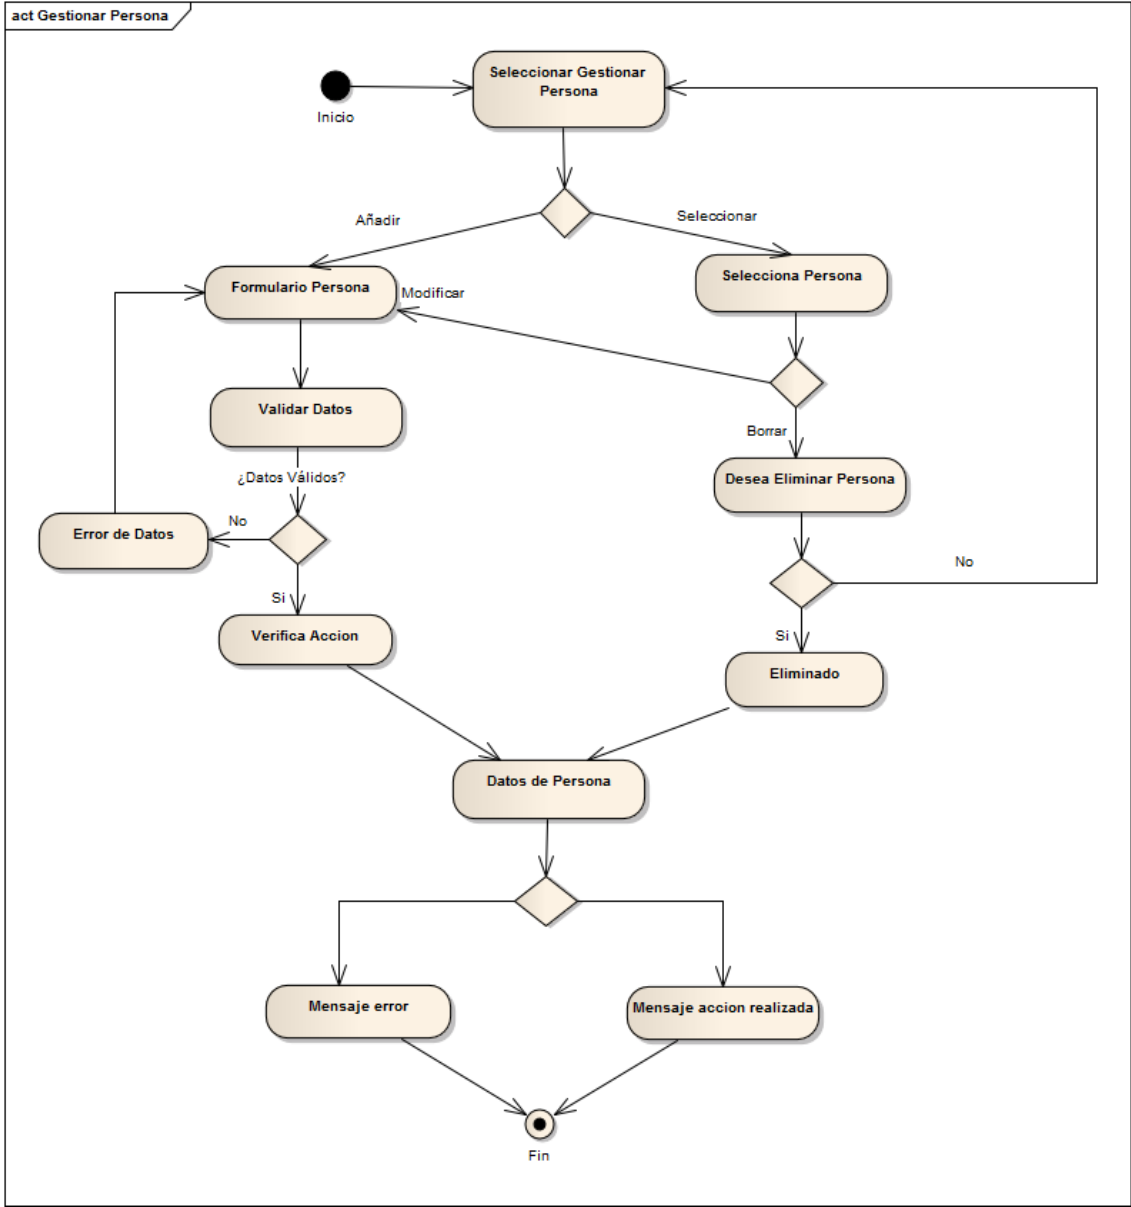 act Gestionar Persona
Seleccionar Gestionar
Persona
Inicio
Añadir
Seleccionar
Selecciona Persona
Formulario Persona
Modificar
Validar Datos
Borrar
¿Datos Válidos?
Desea Eliminar Persona
No
Error de Datos
No
Si
Verifica Accion
Si
Eliminado
Datos de Persona
Mensaje error
Mensaje accion realizada
Fin